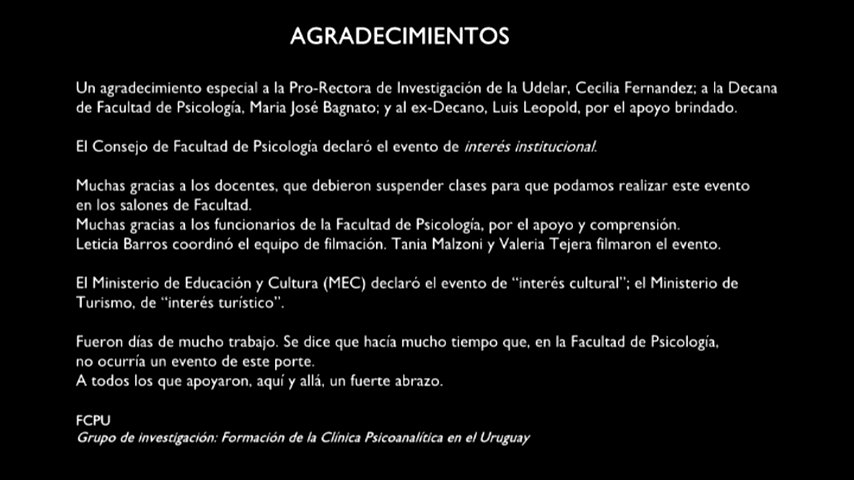 AGRADECIMIENTOS
Un agradecimiento especial a la Pro-Rectora de Investigación de la Udelar, Cecilia Fernandez; a la Decana
de Facultad de Psicología, Maria José Bagnato; y al ex-Decano, Luis Leopold, por el apoyo brindado.
El Consejo de Facultad de Psicología declaró el evento de interés institucional.
Muchas gracias a los docentes, que debieron suspender clases para que podamos realizar este evento
en los salones de Facultad.
Muchas gracias a los funcionarios de la Facultad de Psicología, por el apoyo y comprensión.
Leticia Barros coordinó el equipo de filmación. Tania Malzoni y Valeria Tejera filmaron el evento.
El Ministerio de Educación y Cultura (MEC) declaró el evento de “interés cultural”; el Ministerio de
Turismo, de “interés turístico”.
Fueron días de mucho trabajo. Se dice que hacía mucho tiempo que, en la Facultad de Psicología,
no ocurría un evento de este porte.
A todos los que apoyaron, aquí y allá, un fuerte abrazo.
FCPU
Grupo de investigación: Formación de la Clínica Psicoanalítica en el Uruguay